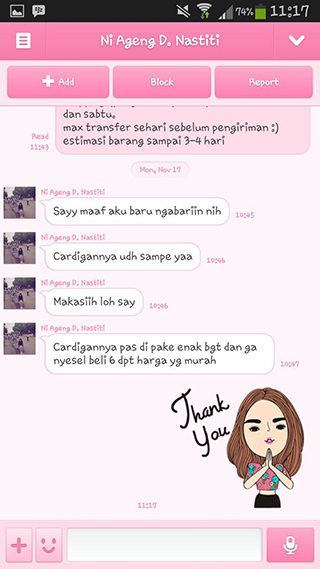 74% 11:17
Ni Ageng D. Nastiti
Add
Block
Report
dan sabtu.
max transfer sehari sebelum pengiriman :)
estimasi barang sampai 3-4 hari
Read
11:43
Mon, Nov 17
Ni Ageng D. Nastiti
Sayy maaf aku baru ngabariin nih
10:45
Ni Ageng D. Nastiti
Cardigannya udh sampe yaa
10:46
Ni Ageng D. Nastiti
Makasiih loh say
10:46
Ni Ageng D. Nastiti
Cardigannya pas di pake enak bgt dan ga
nyesel beli 6 dpt harga yg murah
10:47
Thank
You
11:17